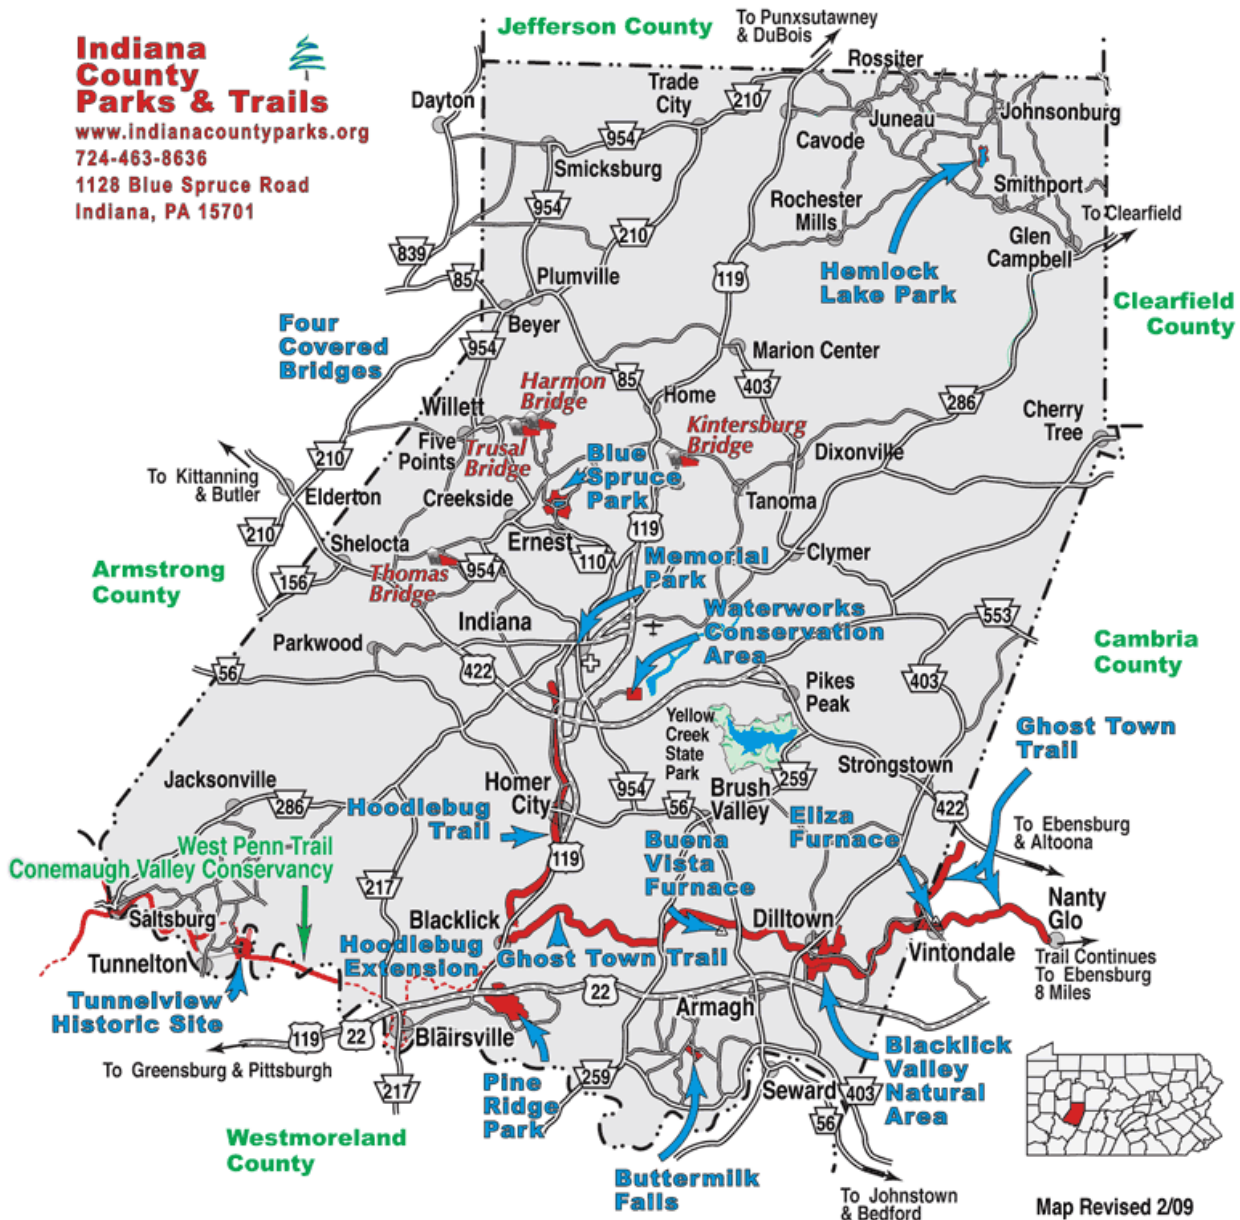 Jefferson County
To Punxsutawney
& DuBois
Indiana
County
Parks & Trails
www.indianacountyparks.org
724-463-8636
1128 Blue Spruce Road
Indiana, PA 15701
Rossiter
Trade
City
210
Dayton
Juneau
Johnsonburg
954
Cavode
Smicksburg
Smithport
954
Rochester
Mills
To Clearfield
210
Glen
Campbell
839
Hemlock
Lake Park
85
Plumville
119
Clearfield
County
Four
Covered
Bridges
Beyer
954
Marion Center
Harmon
Bridge
85
403
Home
286
Willett
Cherry
Tree
Kintersburg
Bridge
Five
Points
Trusal
Bridge
Blue
Spruce
Park
Dixonville
210
To Kittanning
& Butler
Elderton
Creekside
Tanoma
210
119
Shelocta
Ernest
110
Memorial
Park
Clymer
Armstrong
County
156
Thomas
Bridge
954
Waterworks
Conservation
Area
553
Indiana
Parkwood
Cambria
County
56
422
403
Pikes
Peak
Yellow
Creek
State
Park
Ghost Town
Trail
Jacksonville
Homer
City
954
259
Strongstown
286
56
Brush
Valley
422
Hoodlebug
Trail
Eliza
Furnace
To Ebensburg
& Altoona
West Penn Trail
Conemaugh Valley Conservancy
119
Buena
Vista
Furnace
217
Nanty
Glo
Saltsburg
Blacklick
Dilltown
Hoodlebug
Extension
Ghost Town Trail
Vintondale
Trail Continues
To Ebensburg
8 Miles
Tunnelton
Tunnelview
Historic Site
22
Armagh
119
22
Blairsville
Blacklick
Valley
Natural
Area
To Greensburg & Pittsburgh
217
Pine
Ridge
Park
259
Seward
403
56
Westmoreland
County
Buttermilk
Falls
To Johnstown
& Bedford
Map Revised 2/09